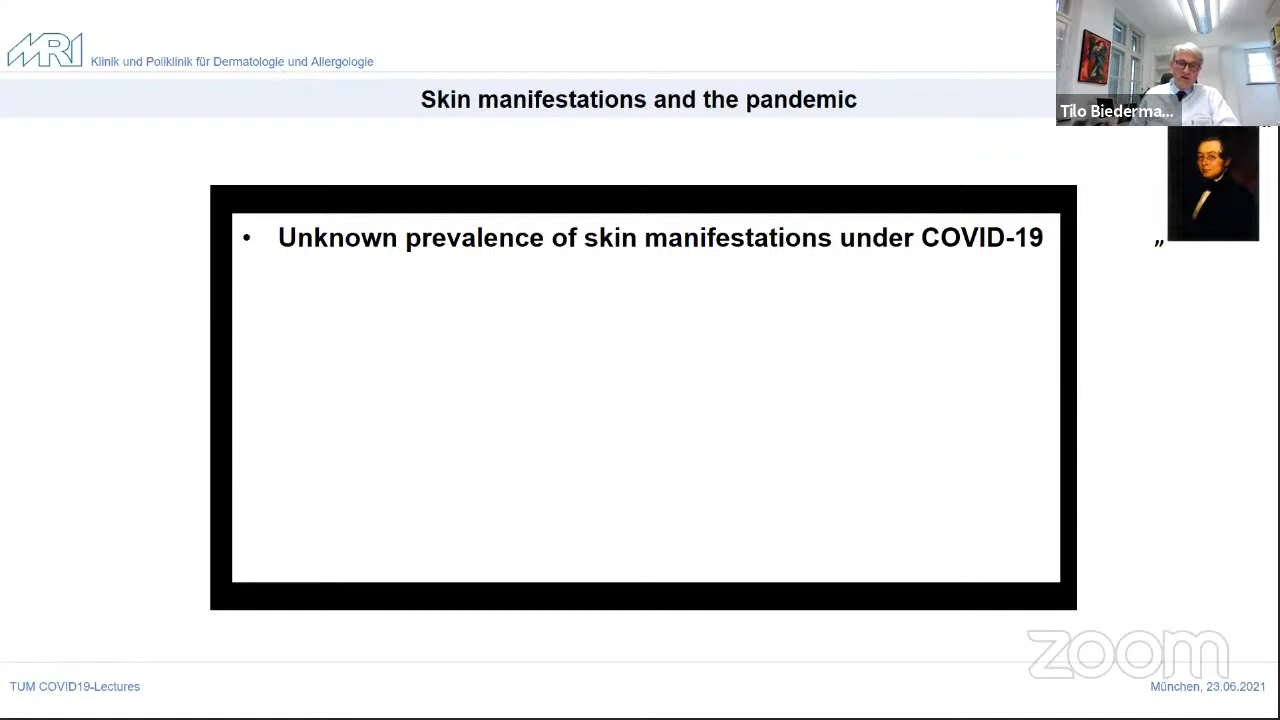 MRI
Klinik und Poliklinik für Dermatologie und Allergologie
Skin manifestations and the pandemic
Tilo Biederma...
• Unknown prevalence of skin manifestations under COVID-19
„
zoom
TUM COVID19-Lectures
München, 23.06.2021